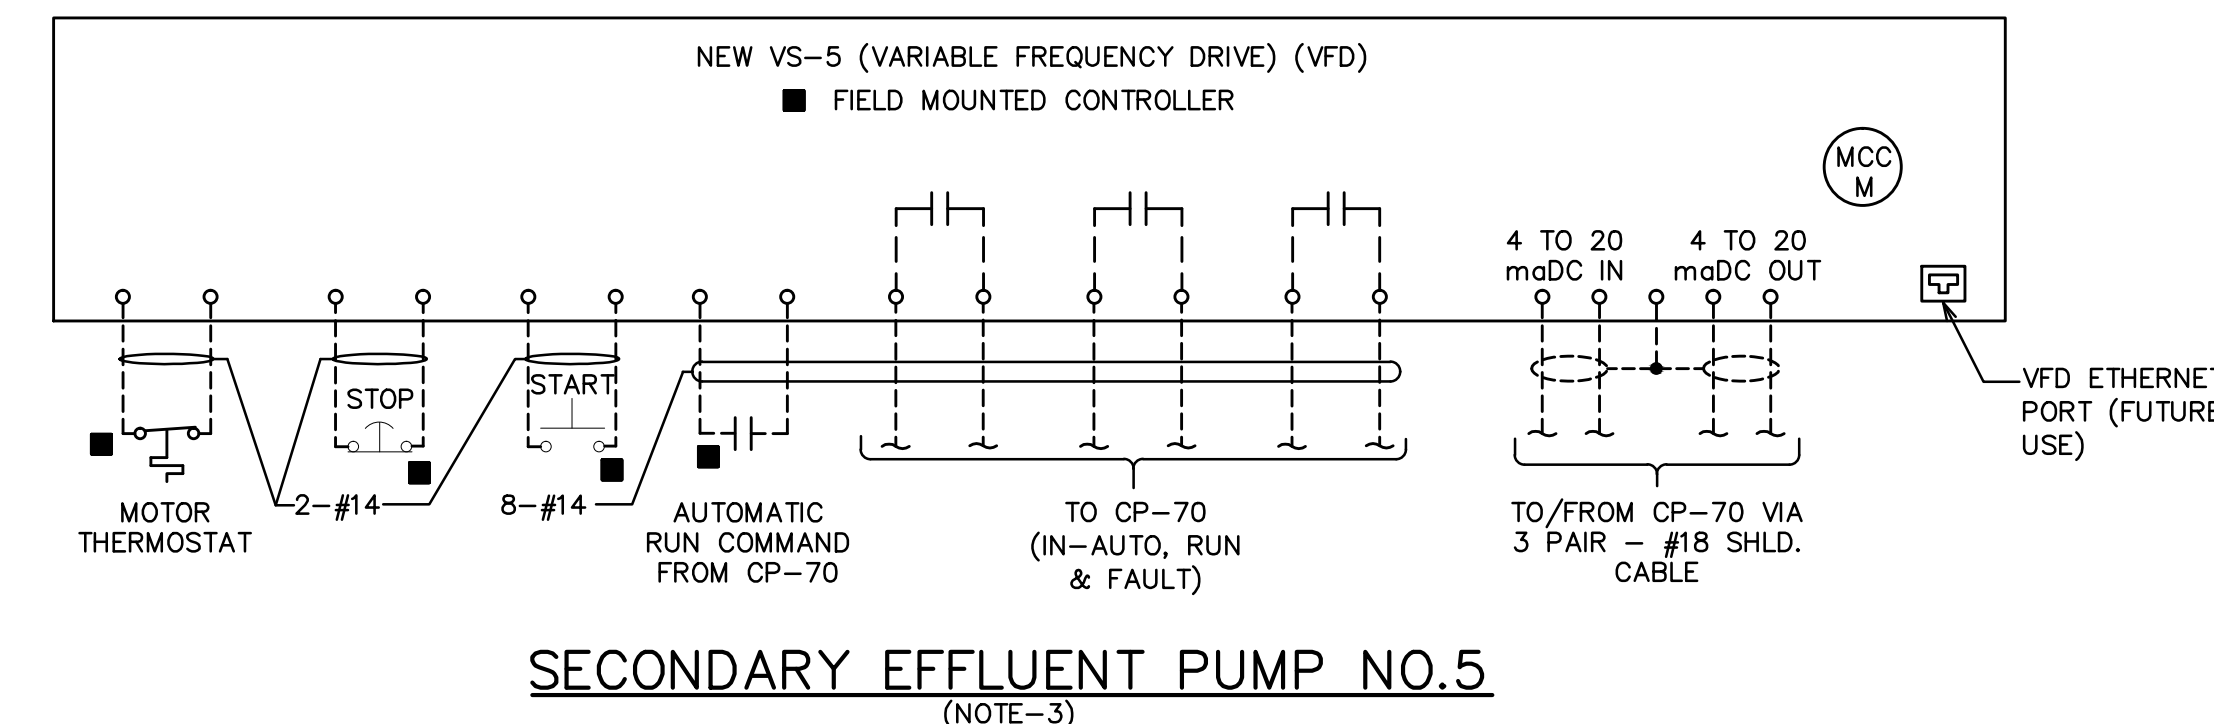 NEW VS-5 (VARIABLE FREQUENCY DRIVE) (VFD)
FIELD MOUNTED CONTROLLER
MCC
M
4 TO 20
maDC IN
4 TO 20
maDC OUT
VFD ETHERNET
PORT (FUTURE
USE)
STOP
START
2-#14
8-#14
MOTOR
THERMOSTAT
AUTOMATIC
RUN COMMAND
FROM CP-70
TO CP-70
(IN-AUTO, RUN
& FAULT)
TO/FROM CP-70 VIA
3 PAIR - #18 SHLD.
CABLE
SECONDARY EFFLUENT PUMP NO.5
(NOTE-3)